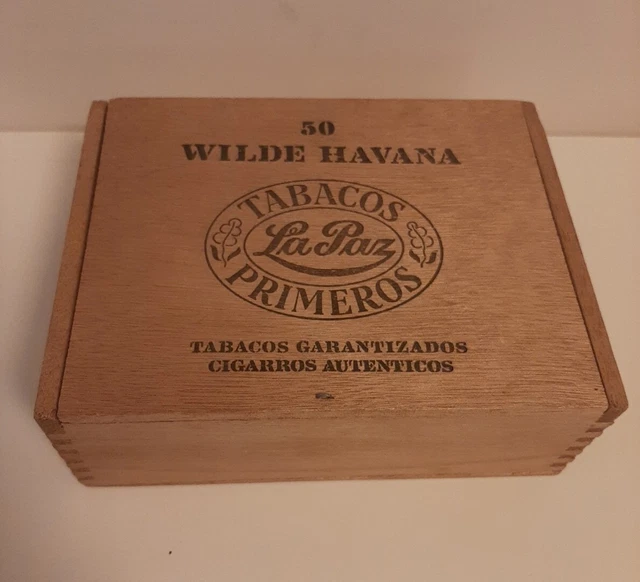 50
WILDE HAVANA
TABACOS
La Paz
PRIMEROS
TABACOS GARANTIZADOS
CIGARROS AUTENTICOS